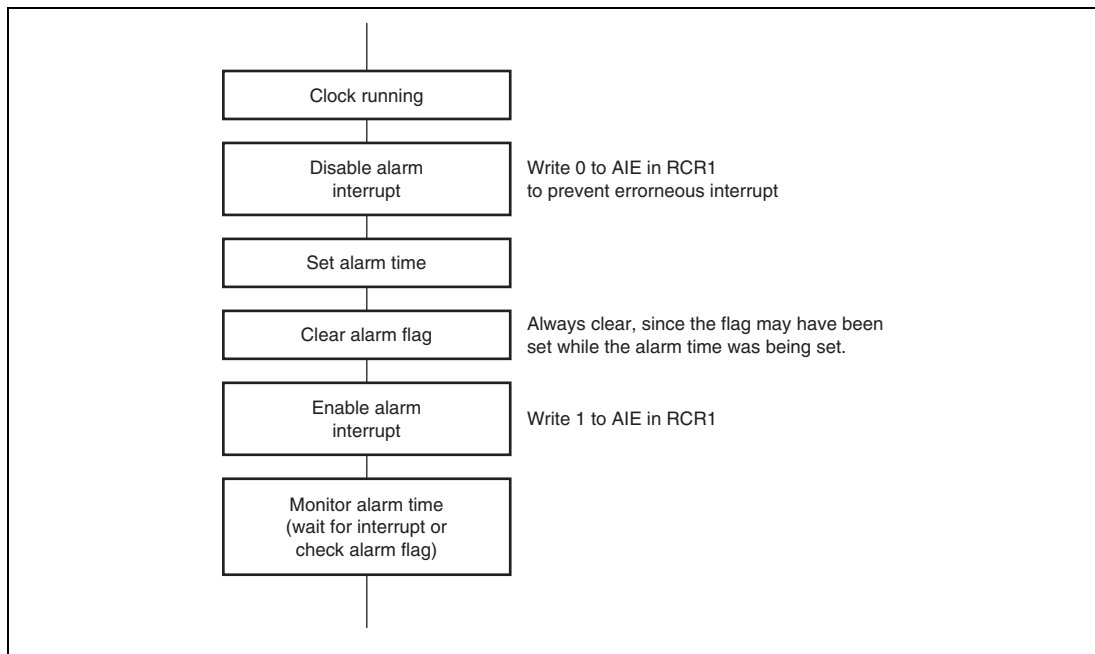 Clock running
Disable alarm
interrupt
Write 0 to AIE in RCR1
to prevent errorneous interrupt
Set alarm time
Clear alarm flag
Always clear, since the flag may have been
set while the alarm time was being set.
Enable alarm
interrupt
Write 1 to AIE in RCR1
Monitor alarm time
(wait for interrupt or
check alarm flag)